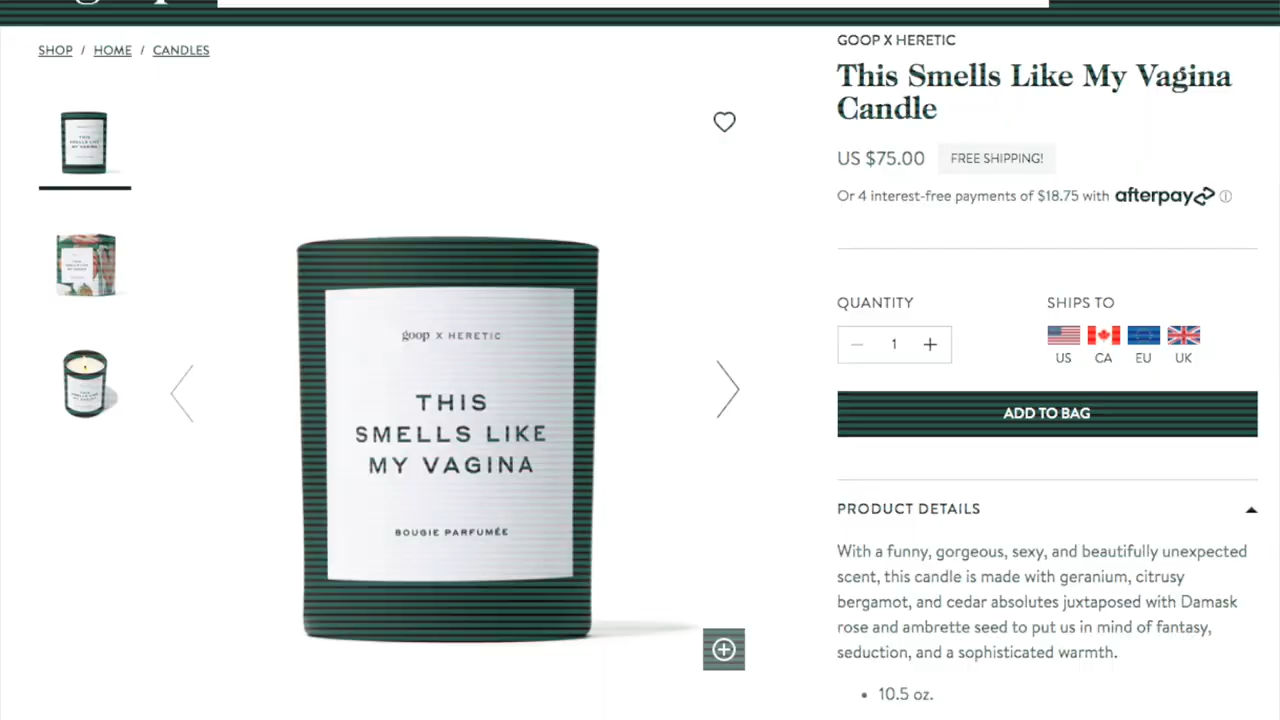 SHOP / HOME / CANDLES
GOOP X HERETIC
This Smells Like My Vagina
Candle
US $75.00 FREE SHIPPING!
Or 4 interest-free payments of $18.75 with afterpay
goop X HERETIC
THIS
SMELLS LIKE
MY VAGINA
BOUGIE PARFUMÉE
QUANTITY
1
SHIPS TO
US CA EU UK
ADD TO BAG
PRODUCT DETAILS
With a funny, gorgeous, sexy, and beautifully unexpected
scent, this candle is made with geranium, citrusy
bergamot, and cedar absolutes juxtaposed with Damask
rose and ambrette seed to put us in mind of fantasy,
seduction, and a sophisticated warmth.
• 10.5 oz.